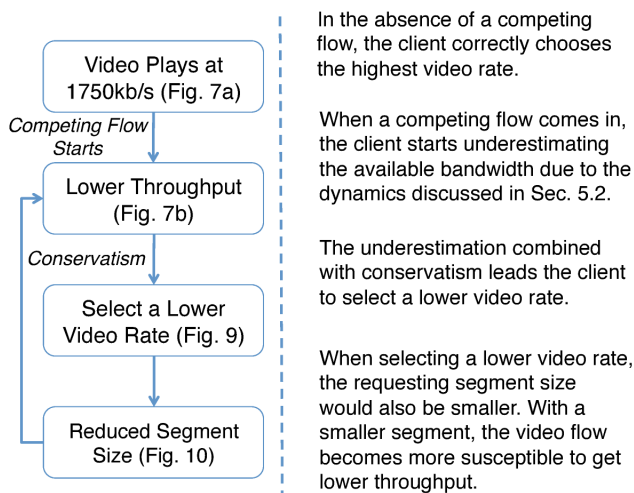 Video Plays at
1750kb/s (Fig. 7a)
Competing Flow
Starts
Lower Throughput
(Fig. 7b)
Conservatism
Select a Lower
Video Rate (Fig. 9)
Reduced Segment
Size (Fig. 10)
In the absence of a competing
flow, the client correctly chooses
the highest video rate.
When a competing flow comes in,
the client starts underestimating
the available bandwidth due to the
dynamics discussed in Sec. 5.2.
The underestimation combined
with conservatism leads the client
to select a lower video rate.
When selecting a lower video rate,
the requesting segment size
would also be smaller. With a
smaller segment, the video flow
becomes more susceptible to get
lower throughput.